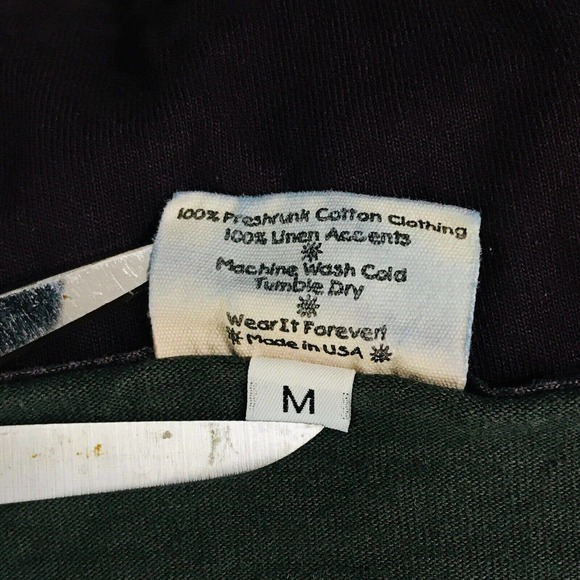 100% Preshrunk Cotton Clothing
100% Linen Accents
Machine Wash Cold
Tumble Dry
Wear It Forever!
Made in USA
M